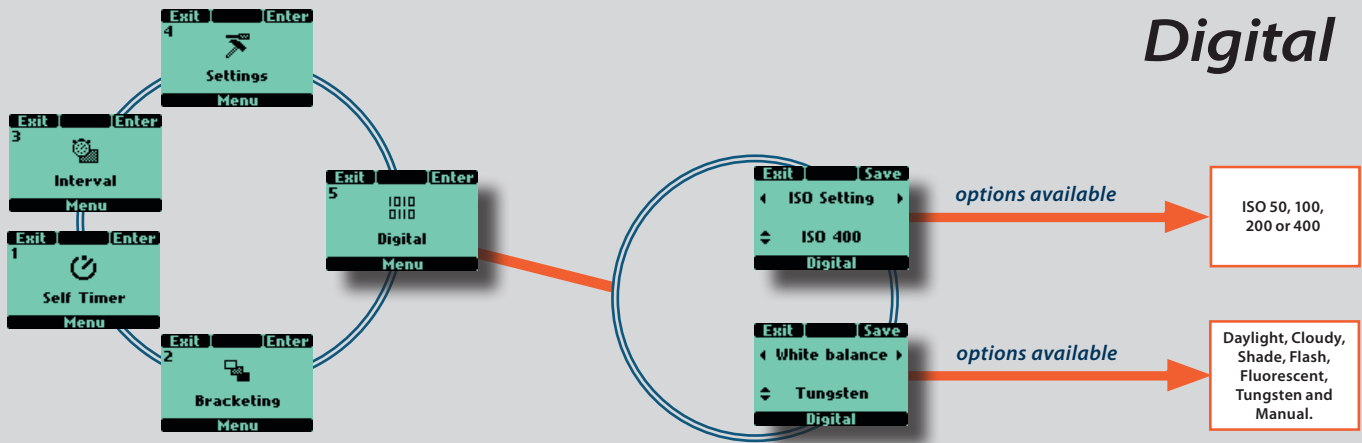 Digital
Exit Enter
4
Settings
Menu
Exit Enter
3
Interval
Menu
Exit Enter
1
Self Timer
Menu
Exit Enter
2
Bracketing
Menu
Exit Enter
5
1010
0110
Digital
Menu
Exit Save
ISO Setting
ISO 400
Digital
options available
ISO 50, 100,
200 or 400
Exit Save
White balance
Tungsten
Digital
options available
Daylight, Cloudy,
Shade, Flash,
Fluorescent,
Tungsten and
Manual.